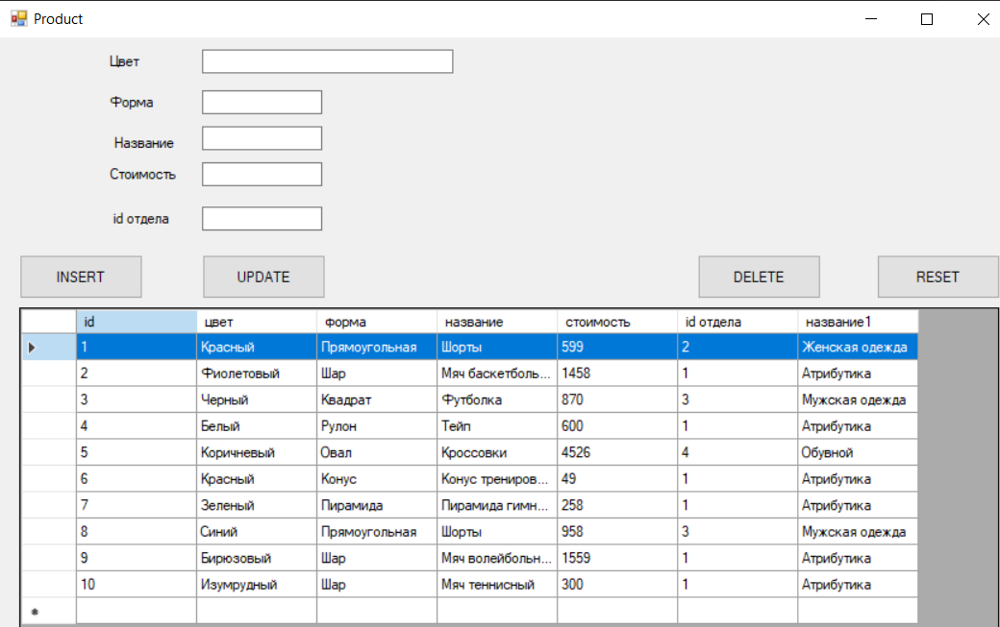 Product
Цвет
Форма
Название
Стоимость
id отдела
INSERT UPDATE DELETE RESET
id цвет форма название стоимость id отдела название1
1 Красный Прямоугольная Шорты 599 2 Женская одежда
2 Фиолетовый Шар Мяч баскетболь... 1458 1 Атрибутика
3 Черный Квадрат Футболка 870 3 Мужская одежда
4 Белый Рулон Тейп 600 1 Атрибутика
5 Коричневый Овал Кроссовки 4526 4 Обувной
6 Красный Конус Конус трениров... 49 1 Атрибутика
7 Зеленый Пирамида Пирамида гимн... 258 1 Атрибутика
8 Синий Прямоугольная Шорты 958 3 Мужская одежда
9 Бирюзовый Шар Мяч волейбольн... 1559 1 Атрибутика
10 Изумрудный Шар Мяч теннисный 300 1 Атрибутика